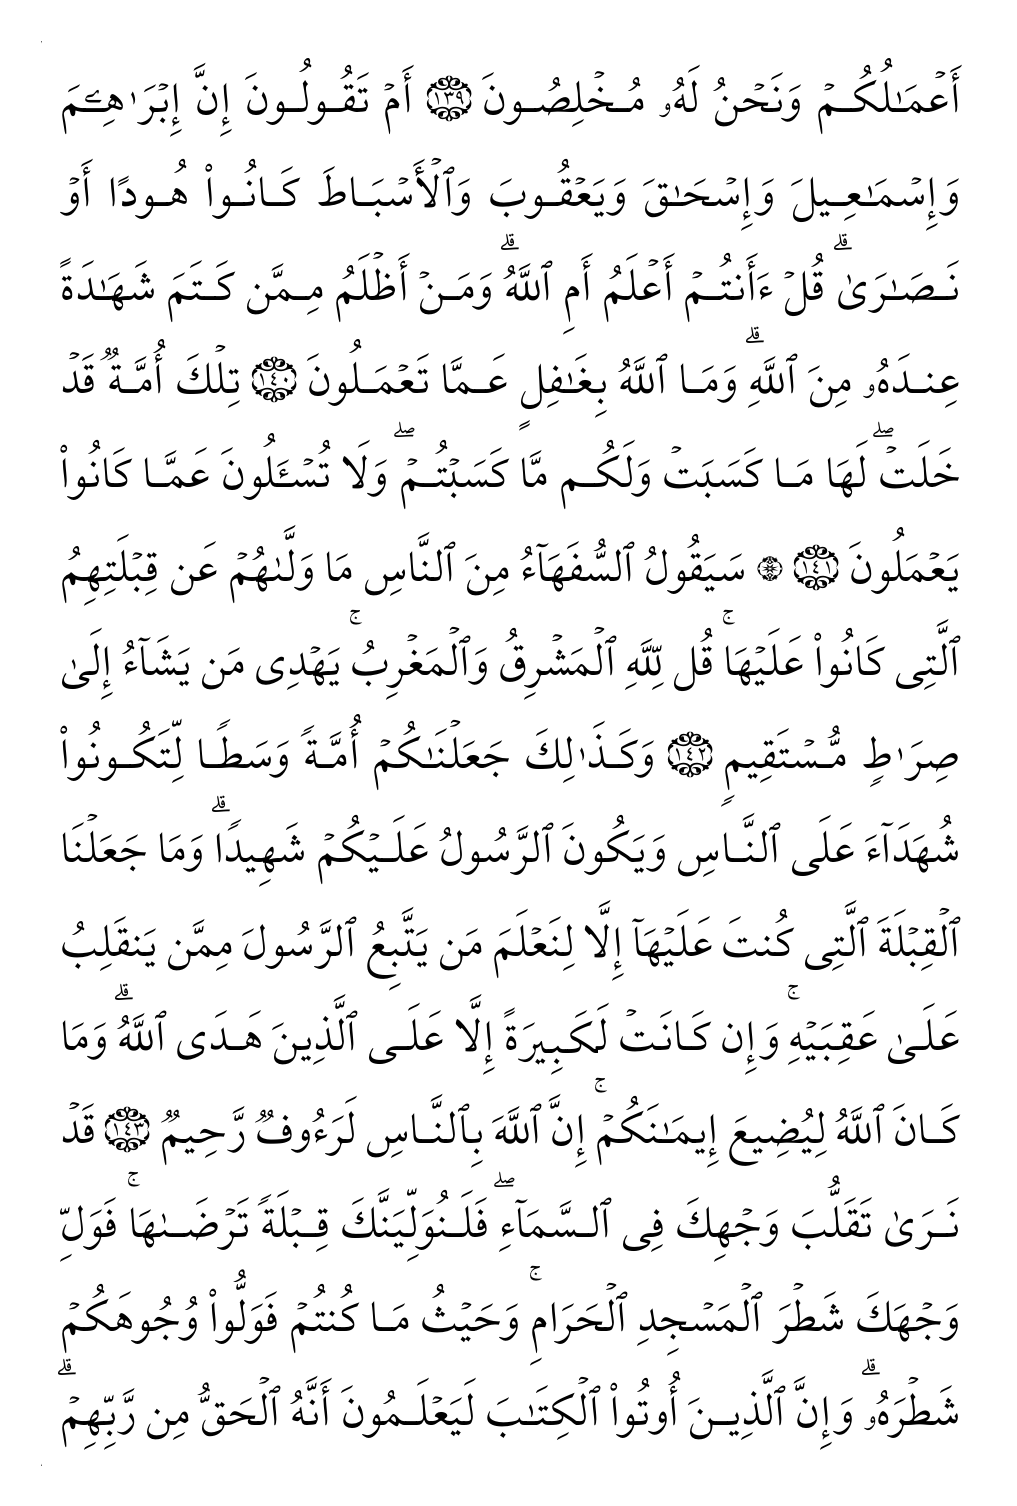 أَعْمَـٰلُكُمْ وَنَحْنُ لَهُۥ مُخْلِصُونَ ١٣٩ أَمْ تَقُولُونَ إِنَّ إِبْرَٰهِـۧمَ
وَإِسْمَـٰعِيلَ وَإِسْحَـٰقَ وَيَعْقُوبَ وَٱلْأَسْبَاطَ كَانُوا۟ هُودًا أَوْ
نَصَـٰرَىٰ ۗ قُلْ ءَأَنتُمْ أَعْلَمُ أَمِ ٱللَّهُ ۗ وَمَنْ أَظْلَمُ مِمَّن كَتَمَ شَهَـٰدَةً
عِندَهُۥ مِنَ ٱللَّهِ ۗ وَمَا ٱللَّهُ بِغَـٰفِلٍ عَمَّا تَعْمَلُونَ ١٤٠ تِلْكَ أُمَّةٌ قَدْ
خَلَتْ ۖ لَهَا مَا كَسَبَتْ وَلَكُم مَّا كَسَبْتُمْ ۖ وَلَا تُسْـَٔلُونَ عَمَّا كَانُوا۟
يَعْمَلُونَ ١٤١ ۞ سَيَقُولُ ٱلسُّفَهَآءُ مِنَ ٱلنَّاسِ مَا وَلَّىٰهُمْ عَن قِبْلَتِهِمُ
ٱلَّتِى كَانُوا۟ عَلَيْهَا ۚ قُل لِّلَّهِ ٱلْمَشْرِقُ وَٱلْمَغْرِبُ ۚ يَهْدِى مَن يَشَآءُ إِلَىٰ
صِرَٰطٍ مُّسْتَقِيمٍ ١٤٢ وَكَذَٰلِكَ جَعَلْنَـٰكُمْ أُمَّةً وَسَطًا لِّتَكُونُوا۟
شُهَدَآءَ عَلَى ٱلنَّاسِ وَيَكُونَ ٱلرَّسُولُ عَلَيْكُمْ شَهِيدًا ۗ وَمَا جَعَلْنَا
ٱلْقِبْلَةَ ٱلَّتِى كُنتَ عَلَيْهَآ إِلَّا لِنَعْلَمَ مَن يَتَّبِعُ ٱلرَّسُولَ مِمَّن يَنقَلِبُ
عَلَىٰ عَقِبَيْهِ ۚ وَإِن كَانَتْ لَكَبِيرَةً إِلَّا عَلَى ٱلَّذِينَ هَدَى ٱللَّهُ ۗ وَمَا
كَانَ ٱللَّهُ لِيُضِيعَ إِيمَـٰنَكُمْ ۚ إِنَّ ٱللَّهَ بِٱلنَّاسِ لَرَءُوفٌ رَّحِيمٌ ١٤٣ قَدْ
نَرَىٰ تَقَلُّبَ وَجْهِكَ فِى ٱلسَّمَآءِ ۖ فَلَنُوَلِّيَنَّكَ قِبْلَةً تَرْضَىٰهَا ۚ فَوَلِّ
وَجْهَكَ شَطْرَ ٱلْمَسْجِدِ ٱلْحَرَامِ ۚ وَحَيْثُ مَا كُنتُمْ فَوَلُّوا۟ وُجُوهَكُمْ
شَطْرَهُۥ ۗ وَإِنَّ ٱلَّذِينَ أُوتُوا۟ ٱلْكِتَـٰبَ لَيَعْلَمُونَ أَنَّهُ ٱلْحَقُّ مِن رَّبِّهِمْ ۗ